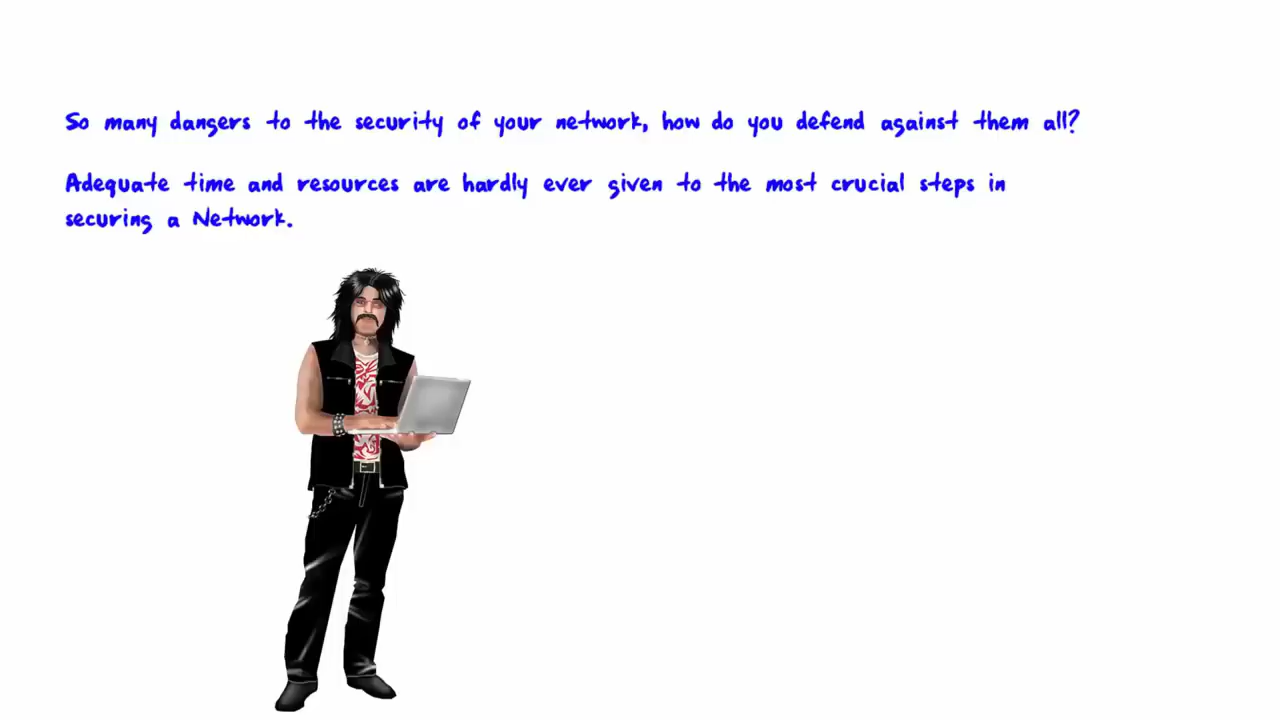 So many dangers to the security of your network, how do you defend against them all?
Adequate time and resources are hardly ever given to the most crucial steps in
securing a Network.